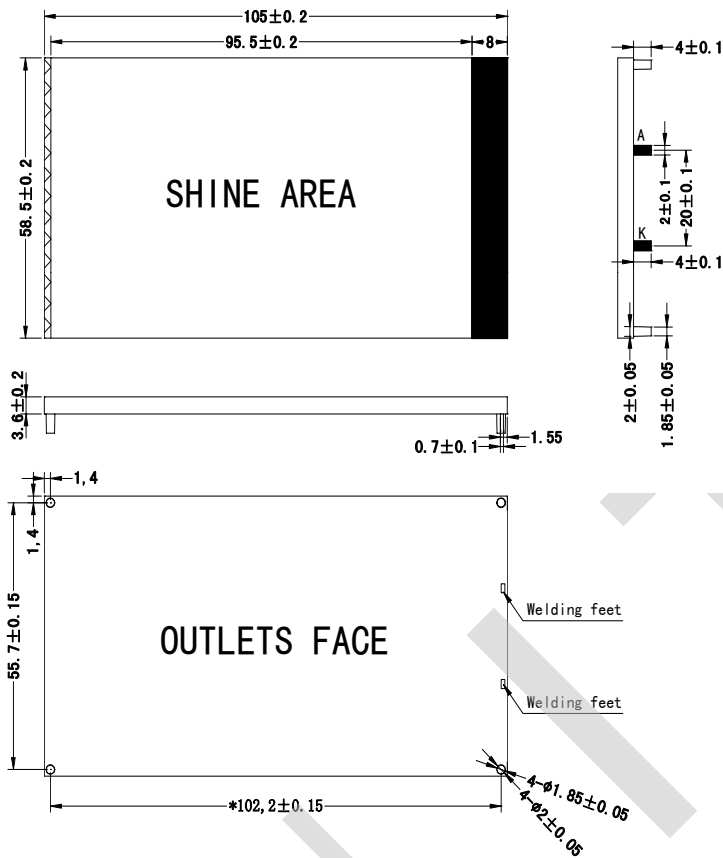 105±0.2
95.5±0.2
8
4±0.1
58.5±0.2
SHINE AREA
A
2±0.1
20±0.1
K
4±0.1
2±0.05
1.85±0.05
3.6±0.2
0.7±0.1
1.55
1,4
1,4
55.7±0.15
Welding feet
OUTLETS FACE
Welding feet
4-φ1.85±0.05
4-φ2±0.05
*102,2±0.15